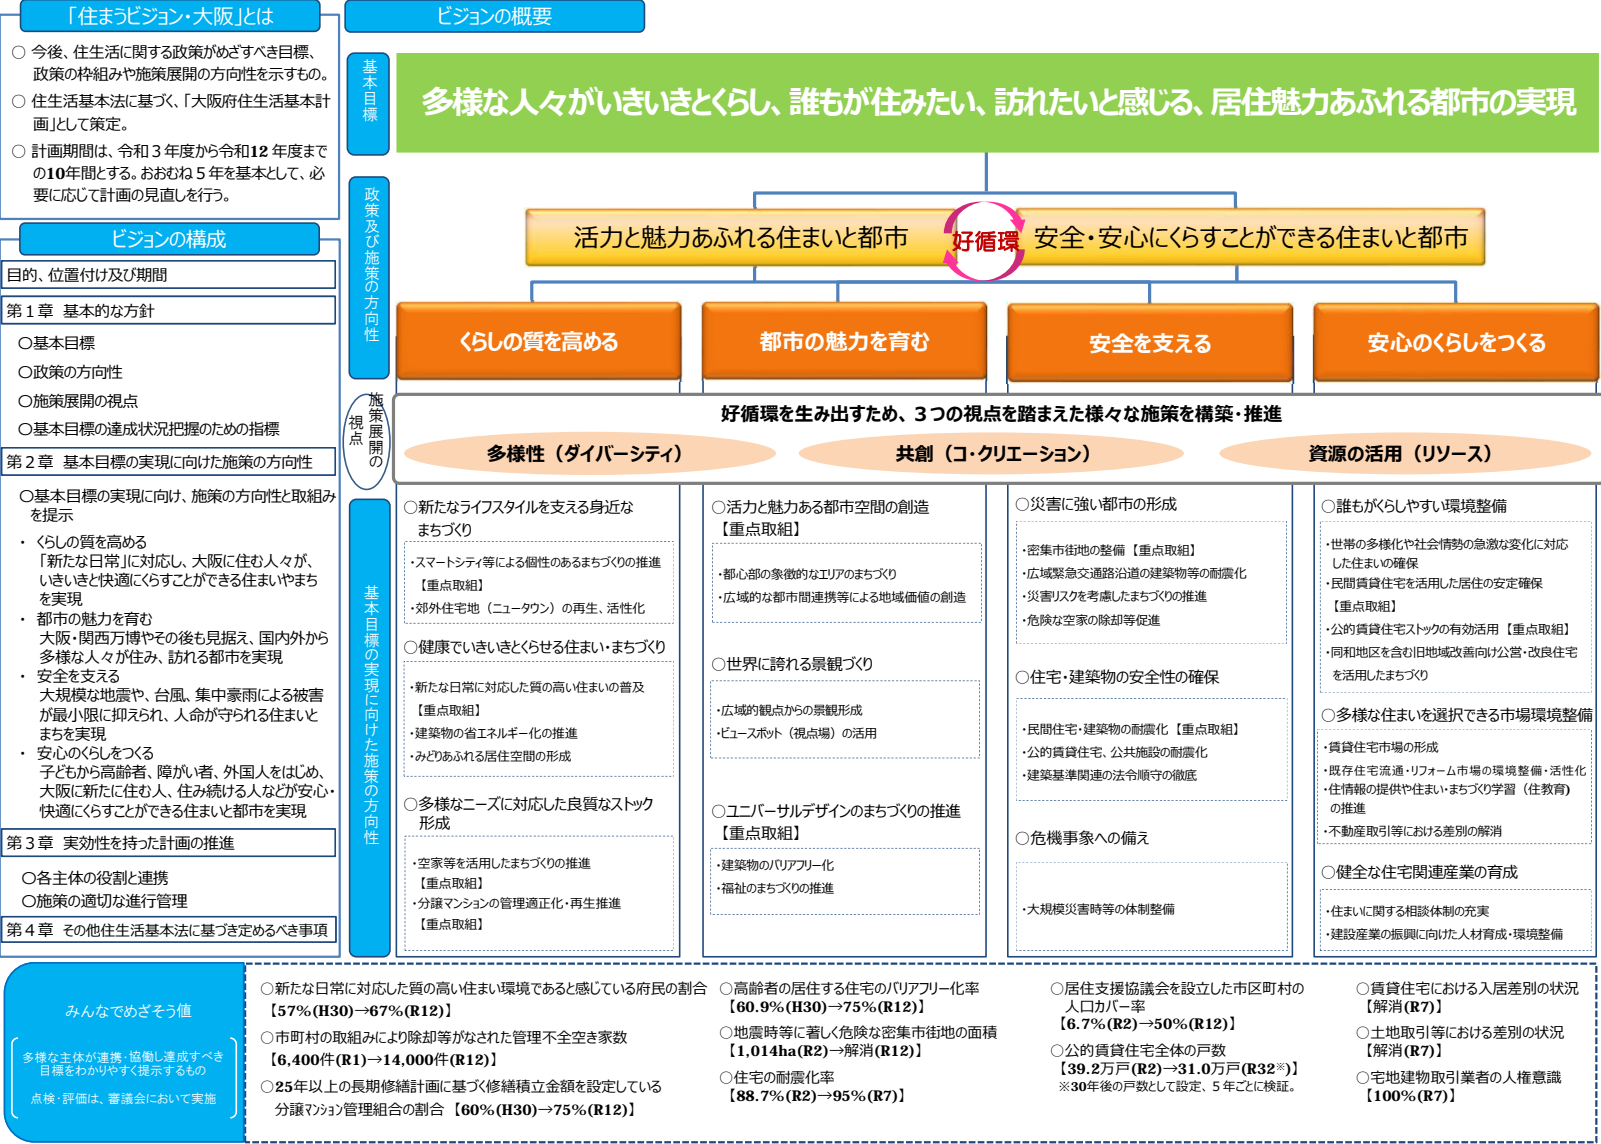 「住まうビジョン・大阪」とは
○ 今後、住生活に関する政策がめざすべき目標、
政策の枠組みや施策展開の方向性を示すもの。
○ 住生活基本法に基づく、「大阪府住生活基本計
画」として策定。
○ 計画期間は、令和３年度から令和12 年度まで
の10年間とする。おおむね５年を基本として、必
要に応じて計画の見直しを行う。
ビジョンの構成
目的、位置付け及び期間
第１章 基本的な方針
○基本目標
○政策の方向性
○施策展開の視点
○基本目標の達成状況把握のための指標
第２章 基本目標の実現に向けた施策の方向性
○基本目標の実現に向け、施策の方向性と取組み
を提示
・ くらしの質を高める
「新たな日常」に対応し、大阪に住む人々が、
いきいきと快適にくらすことができる住まいやまち
を実現
・ 都市の魅力を育む
大阪・関西万博やその後も見据え、国内外から
多様な人々が住み、訪れる都市を実現
・ 安全を支える
大規模な地震や、台風、集中豪雨による被害
が最小限に抑えられ、人命が守られる住まいと
まちを実現
・ 安心のくらしをつくる
子どもから高齢者、障がい者、外国人をはじめ、
大阪に新たに住む人、住み続ける人などが安心・
快適にくらすことができる住まいと都市を実現
第３章 実効性を持った計画の推進
○各主体の役割と連携
○施策の適切な進行管理
第４章 その他住生活基本法に基づき定めるべき事項
ビジョンの概要
基本目標
多様な人々がいきいきとくらし、誰もが住みたい、訪れたいと感じる、居住魅力あふれる都市の実現
政策及び施策の方向性
活力と魅力あふれる住まいと都市
好循環
安全・安心にくらすことができる住まいと都市
くらしの質を高める
都市の魅力を育む
安全を支える
安心のくらしをつくる
施策展開の
視点
好循環を生み出すため、３つの視点を踏まえた様々な施策を構築・推進
多様性（ダイバーシティ）
共創（コ・クリエーション）
資源の活用（リソース）
基本目標の実現に向けた施策の方向性
○新たなライフスタイルを支える身近な
まちづくり
・スマートシティ等による個性のあるまちづくりの推進
【重点取組】
・郊外住宅地（ニュータウン）の再生、活性化
○健康でいきいきとくらせる住まい・まちづくり
・新たな日常に対応した質の高い住まいの普及
【重点取組】
・建築物の省エネルギー化の推進
・みどりあふれる居住空間の形成
○多様なニーズに対応した良質なストック
形成
・空家等を活用したまちづくりの推進
【重点取組】
・分譲マンションの管理適正化・再生推進
【重点取組】
○活力と魅力ある都市空間の創造
【重点取組】
・都心部の象徴的なエリアのまちづくり
・広域的な都市間連携等による地域価値の創造
○世界に誇れる景観づくり
・広域的観点からの景観形成
・ビュースポット（視点場）の活用
○ユニバーサルデザインのまちづくりの推進
【重点取組】
・建築物のバリアフリー化
・福祉のまちづくりの推進
○災害に強い都市の形成
・密集市街地の整備【重点取組】
・広域緊急交通路沿道の建築物等の耐震化
・災害リスクを考慮したまちづくりの推進
・危険な空家の除却等促進
○住宅・建築物の安全性の確保
・民間住宅・建築物の耐震化【重点取組】
・公的賃貸住宅、公共施設の耐震化
・建築基準関連の法令順守の徹底
○危機事象への備え
・大規模災害時等の体制整備
○誰もがくらしやすい環境整備
・世帯の多様化や社会情勢の急激な変化に対応
した住まいの確保
・民間賃貸住宅を活用した居住の安定確保
【重点取組】
・公的賃貸住宅ストックの有効活用【重点取組】
・同和地区を含む旧地域改善向け公営・改良住宅
を活用したまちづくり
○多様な住まいを選択できる市場環境整備
・賃貸住宅市場の形成
・既存住宅流通・リフォーム市場の環境整備・活性化
・住情報の提供や住まい・まちづくり学習（住教育)
の推進
・不動産取引等における差別の解消
○健全な住宅関連産業の育成
・住まいに関する相談体制の充実
・建設産業の振興に向けた人材育成・環境整備
みんなでめざそう値
多様な主体が連携・協働し達成すべき
目標をわかりやすく提示するもの
点検・評価は、審議会において実施
○新たな日常に対応した質の高い住まい環境であると感じている府民の割合
【57%(H30)→67%(R12)】
○市町村の取組みにより除却等がなされた管理不全空き家数
【6,400件(R1)→14,000件(R12)】
○25年以上の長期修繕計画に基づく修繕積立金額を設定している
分譲マンション管理組合の割合【60%(H30)→75%(R12)】
○高齢者の居住する住宅のバリアフリー化率
【60.9%(H30)→75%(R12)】
○地震時等に著しく危険な密集市街地の面積
【1,014ha(R2)→解消(R12)】
○住宅の耐震化率
【88.7%(R2)→95%(R7)】
○居住支援協議会を設立した市区町村の
人口カバー率
【6.7%(R2)→50%(R12)】
○公的賃貸住宅全体の戸数
【39.2万戸(R2)→31.0万戸(R32※)】
※30年後の戸数として設定、５年ごとに検証。
○賃貸住宅における入居差別の状況
【解消(R7)】
○土地取引等における差別の状況
【解消(R7)】
○宅地建物取引業者の人権意識
【100%(R7)】